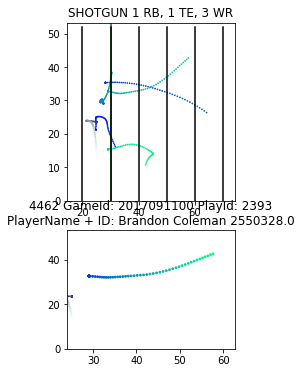 SHOTGUN 1 RB, 1 TE, 3 WR
50
40
30
20
10
0
20 40 60
4462 GameId: 2017091100 PlayId: 2393
PlayerName + ID: Brandon Coleman 2550328.0
40
20
0
30 40 50 60